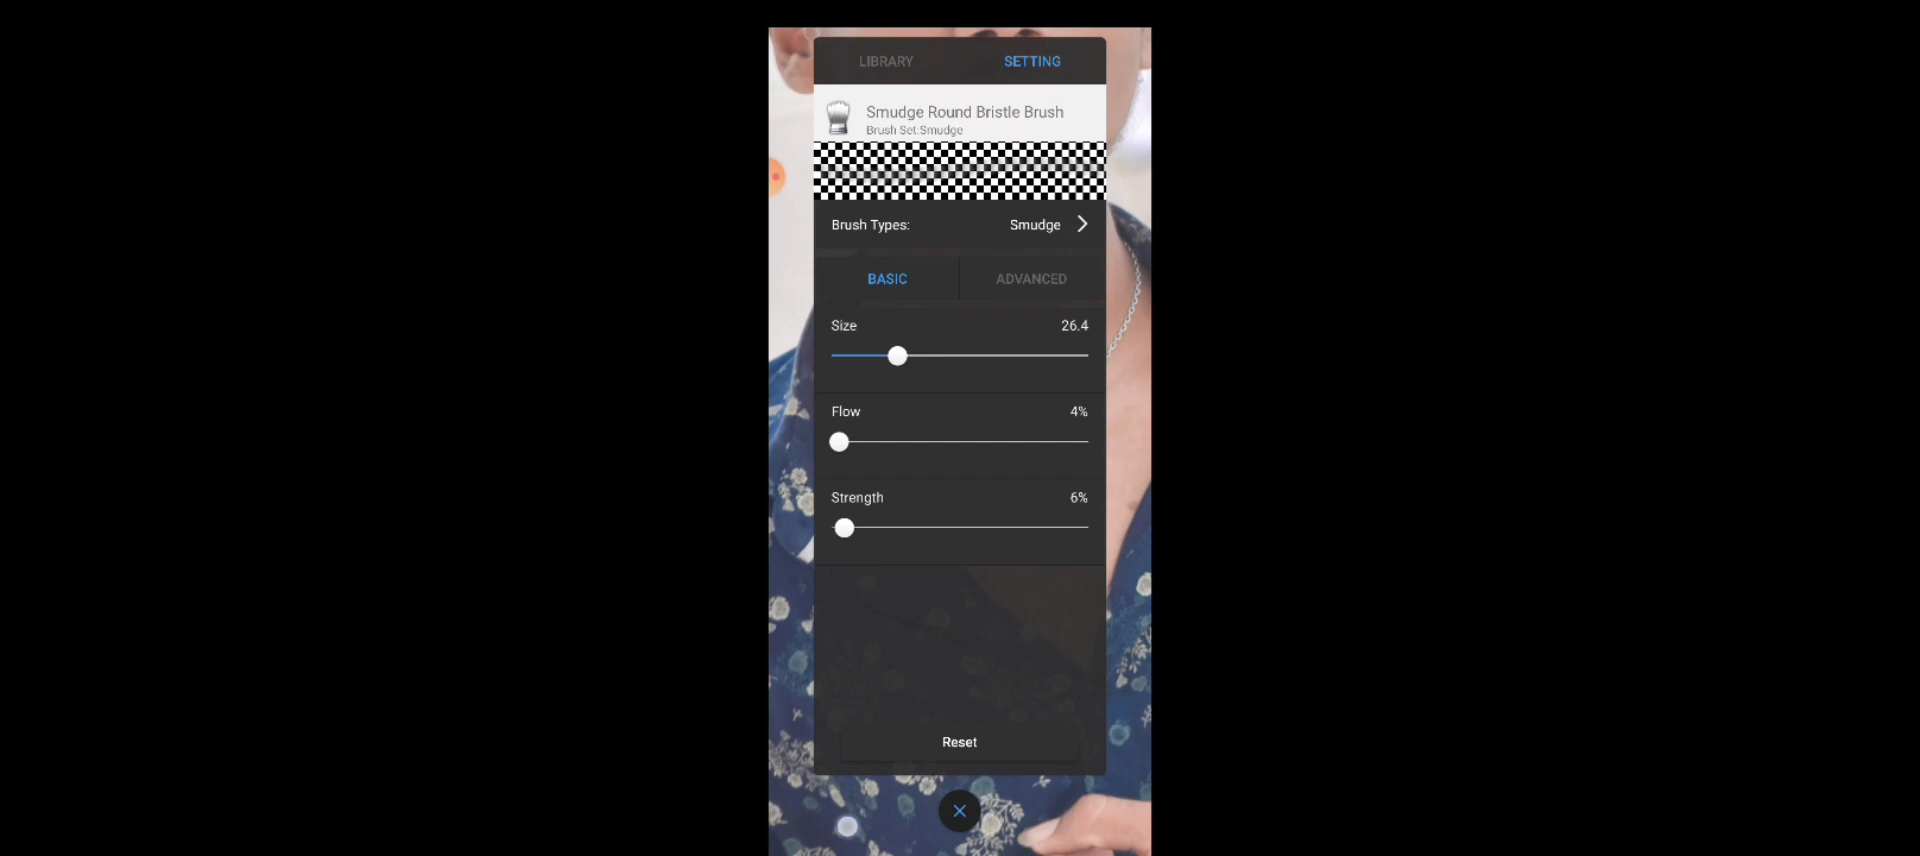 LIBRARY SETTING
Smudge Round Bristle Brush
Brush Set:Smudge
Brush Types: Smudge
BASIC ADVANCED
Size 26.4
Flow 4%
Strength 6%
Reset